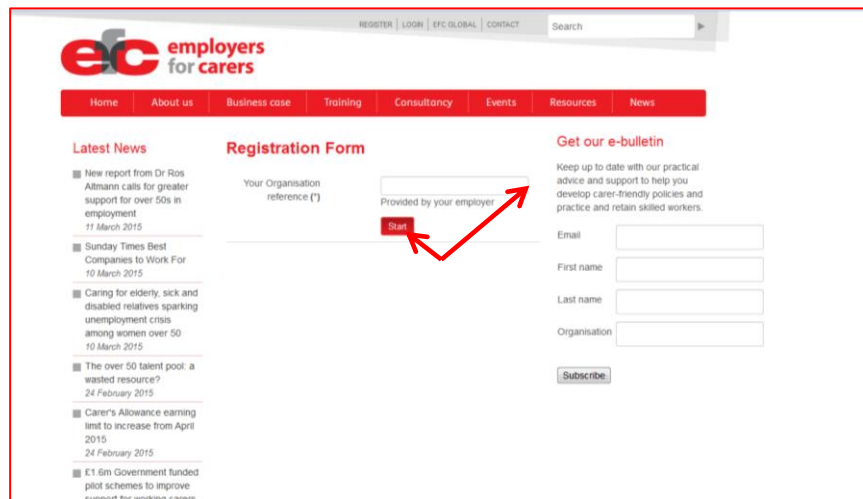 REGISTER | LOGIN | EFC GLOBAL | CONTACT
Search
efc employers
for carers
Home About us Business case Training Consultancy Events Resources News
Latest News
New report from Dr Ros
Altmann calls for greater
support for over 50s in
employment
11 March 2015
Sunday Times Best
Companies to Work For
10 March 2015
Caring for elderly, sick and
disabled relatives sparking
unemployment crisis
among women over 50
10 March 2015
The over 50 talent pool: a
wasted resource?
24 February 2015
Carer's Allowance earning
limit to increase from April
2015
24 February 2015
£1.6m Government funded
pilot schemes to improve
support for working carers
Registration Form
Your Organisation
reference (*)
Provided by your employer
Start
Get our e-bulletin
Keep up to date with our practical
advice and support to help you
develop carer-friendly policies and
practice and retain skilled workers.
Email
First name
Last name
Organisation
Subscribe